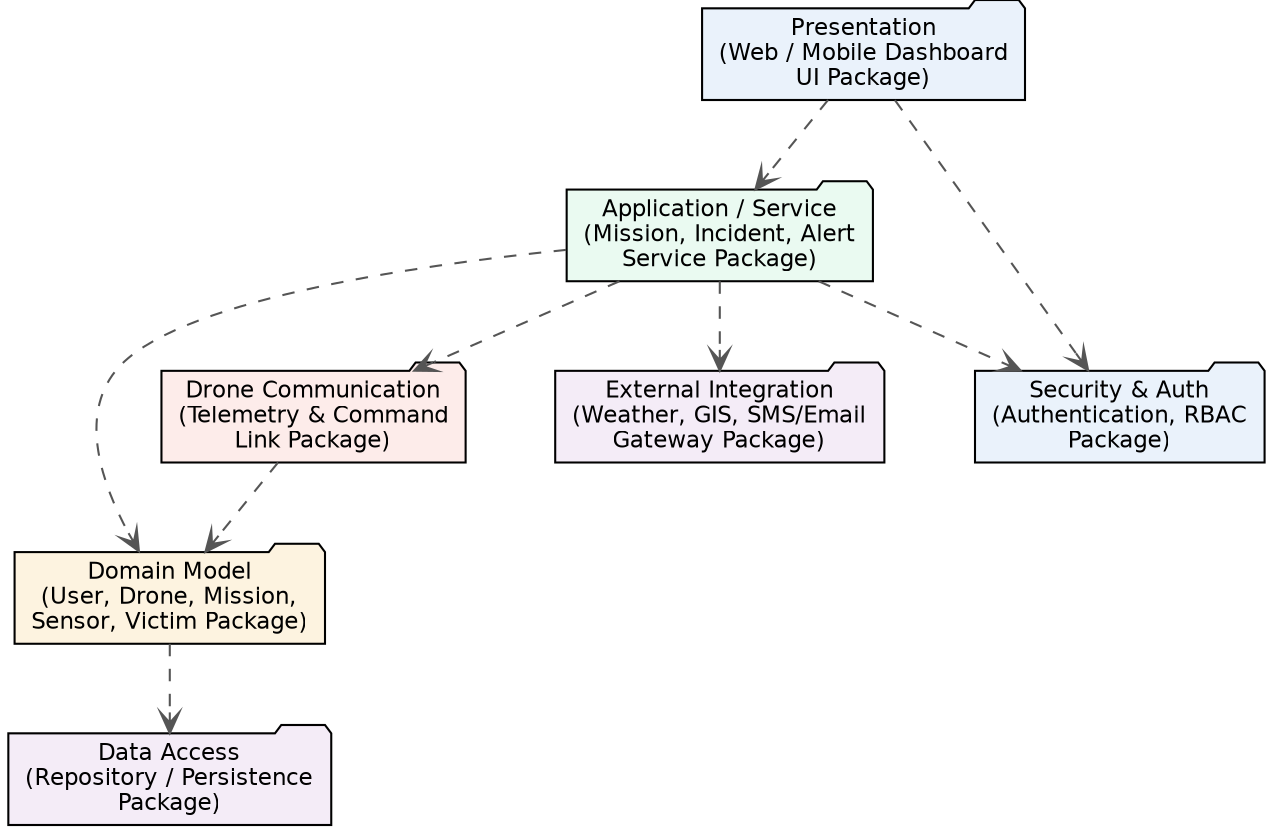 Presentation
(Web / Mobile Dashboard
UI Package)
Application / Service
(Mission, Incident, Alert
Service Package)
Drone Communication
(Telemetry & Command
Link Package)
External Integration
(Weather, GIS, SMS/Email
Gateway Package)
Security & Auth
(Authentication, RBAC
Package)
Domain Model
(User, Drone, Mission,
Sensor, Victim Package)
Data Access
(Repository / Persistence
Package)